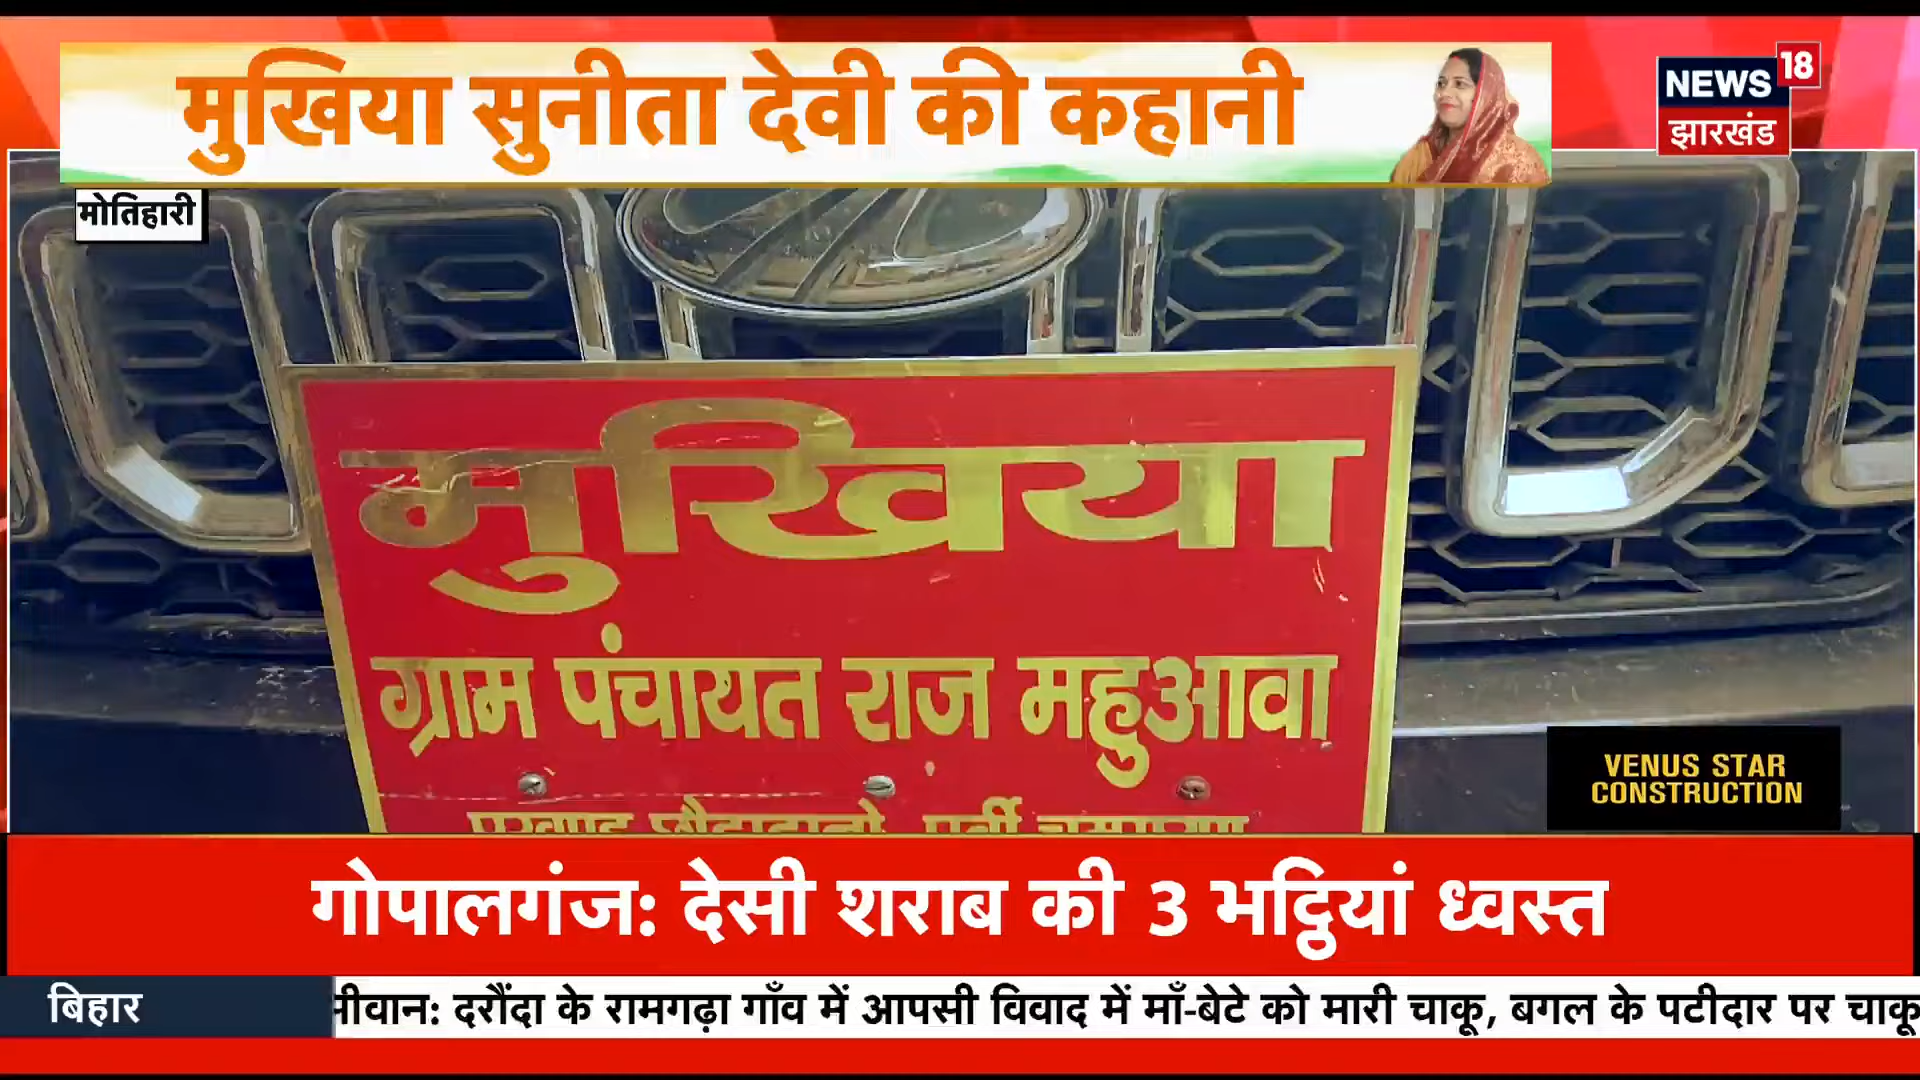 मुखिया सुनीता देवी की कहानी
NEWS 18
झारखंड
मोतिहारी
मुखिया
ग्राम पंचायत राज महुआवा
VENUS STAR
CONSTRUCTION
गोपालगंज: देसी शराब की 3 भट्ठियां ध्वस्त
बिहार
दरौंदा के रामगढ़ा गाँव में आपसी विवाद में माँ-बेटे को मारी चाकू, बगल के पटीदार पर चाकू